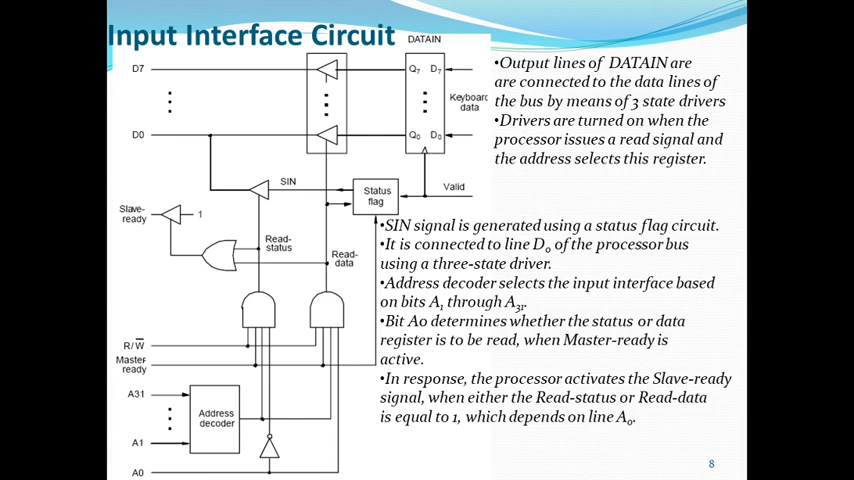 Input Interface Circuit
DATAIN
D7
Q7 D7
Keyboard
data
D0
Q0 D0
SIN
Status
flag
Valid
Slave-
ready
1
Read-
status
Read-
data
R/W
Master-
ready
A31
Address
decoder
A1
A0
•Output lines of DATAIN are
are connected to the data lines of
the bus by means of 3 state drivers
•Drivers are turned on when the
processor issues a read signal and
the address selects this register.
•SIN signal is generated using a status flag circuit.
•It is connected to line D0 of the processor bus
using a three-state driver.
•Address decoder selects the input interface based
on bits A1 through A31.
•Bit A0 determines whether the status or data
register is to be read, when Master-ready is
active.
•In response, the processor activates the Slave-ready
signal, when either the Read-status or Read-data
is equal to 1, which depends on line A0.
8